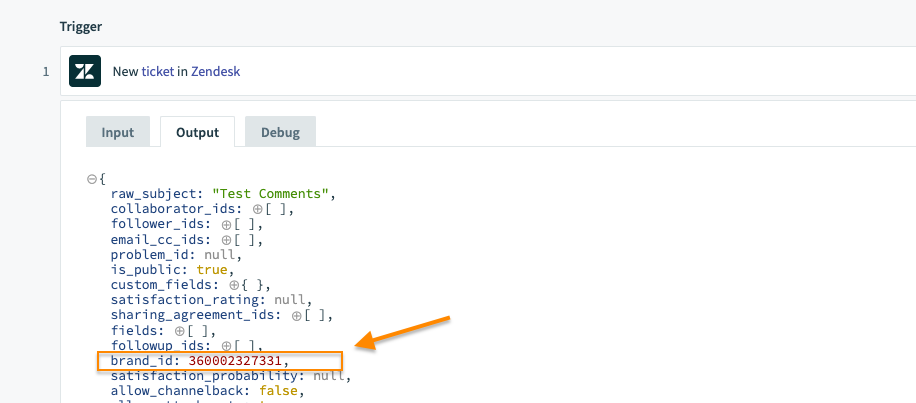 Trigger
1
New ticket in Zendesk
Input Output Debug
{
raw_subject: "Test Comments",
collaborator_ids: [ ],
follower_ids: [ ],
email_cc_ids: [ ],
problem_id: null,
is_public: true,
custom_fields: { },
satisfaction_rating: null,
sharing_agreement_ids: [ ],
fields: [ ],
followup_ids: [ ],
brand_id: 360002327331,
satisfaction_probability: null,
allow_channelback: false,